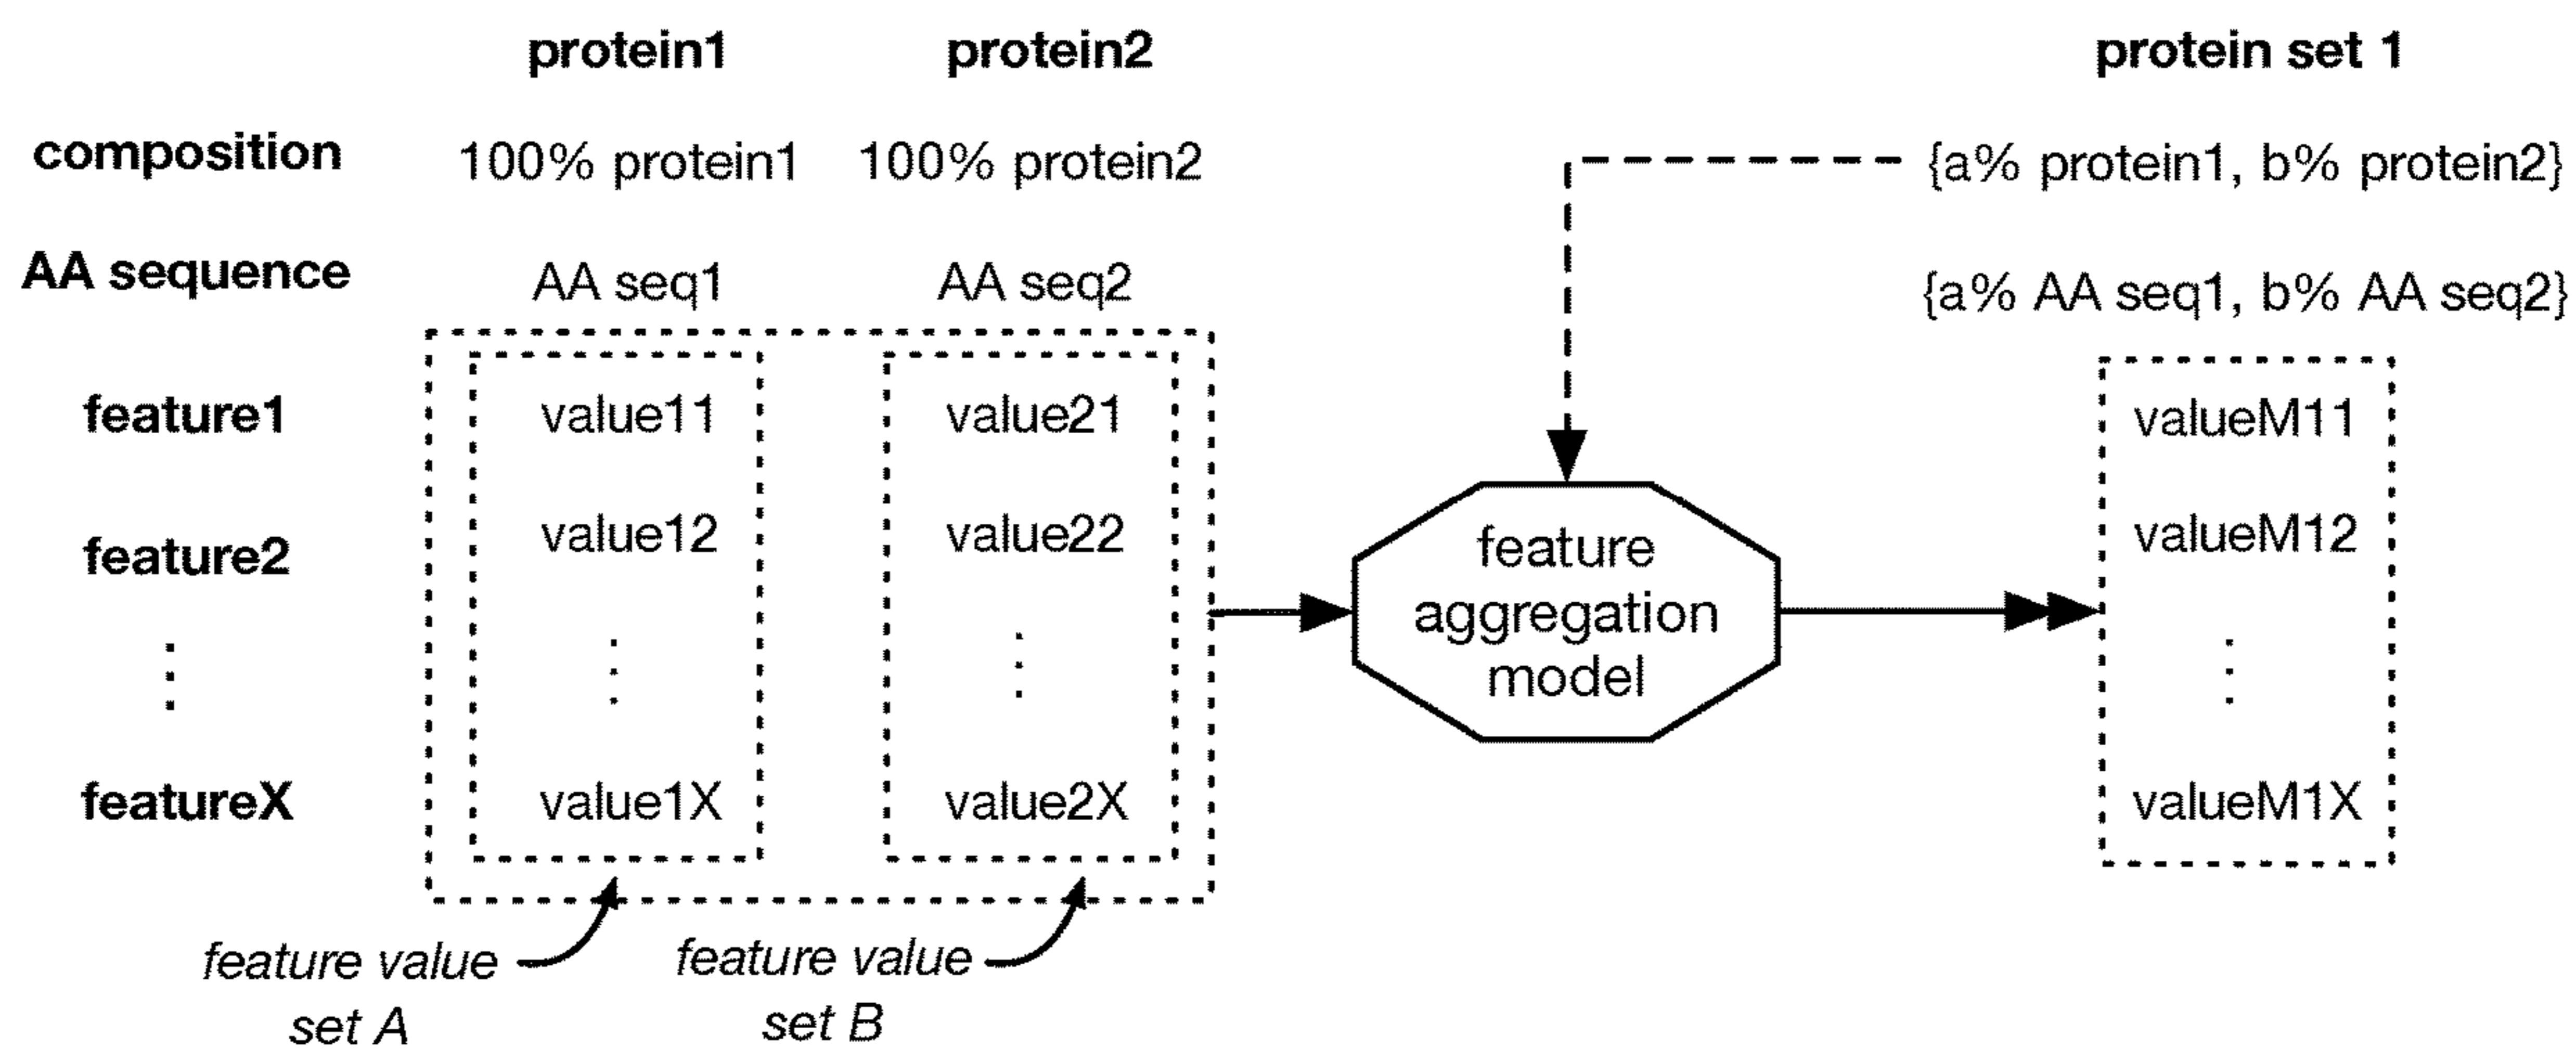 protein1 protein2 protein set 1
composition 100% protein1 100% protein2 {a% protein1, b% protein2}
AA sequence AA seq1 AA seq2 {a% AA seq1, b% AA seq2}
feature1 value11 value21 valueM11
feature2 value12 value22 valueM12
feature
aggregation
model
featureX value1X value2X valueM1X
feature value
set A
feature value
set B